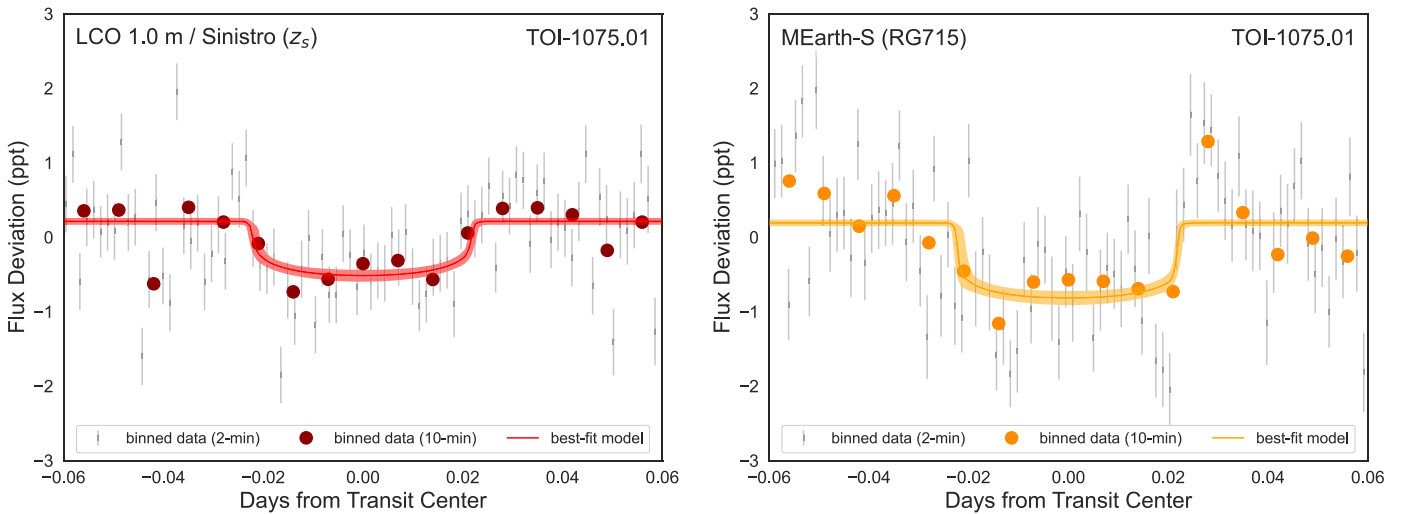 LCO 1.0 m / Sinistro (z_s) TOI-1075.01
3
2
1
0
−1
−2
−3
Flux Deviation (ppt)
binned data (2-min) binned data (10-min) best-fit model
−0.06 −0.04 −0.02 0.00 0.02 0.04 0.06
Days from Transit Center
MEarth-S (RG715) TOI-1075.01
3
2
1
0
−1
−2
−3
Flux Deviation (ppt)
binned data (2-min) binned data (10-min) best-fit model
−0.06 −0.04 −0.02 0.00 0.02 0.04 0.06
Days from Transit Center